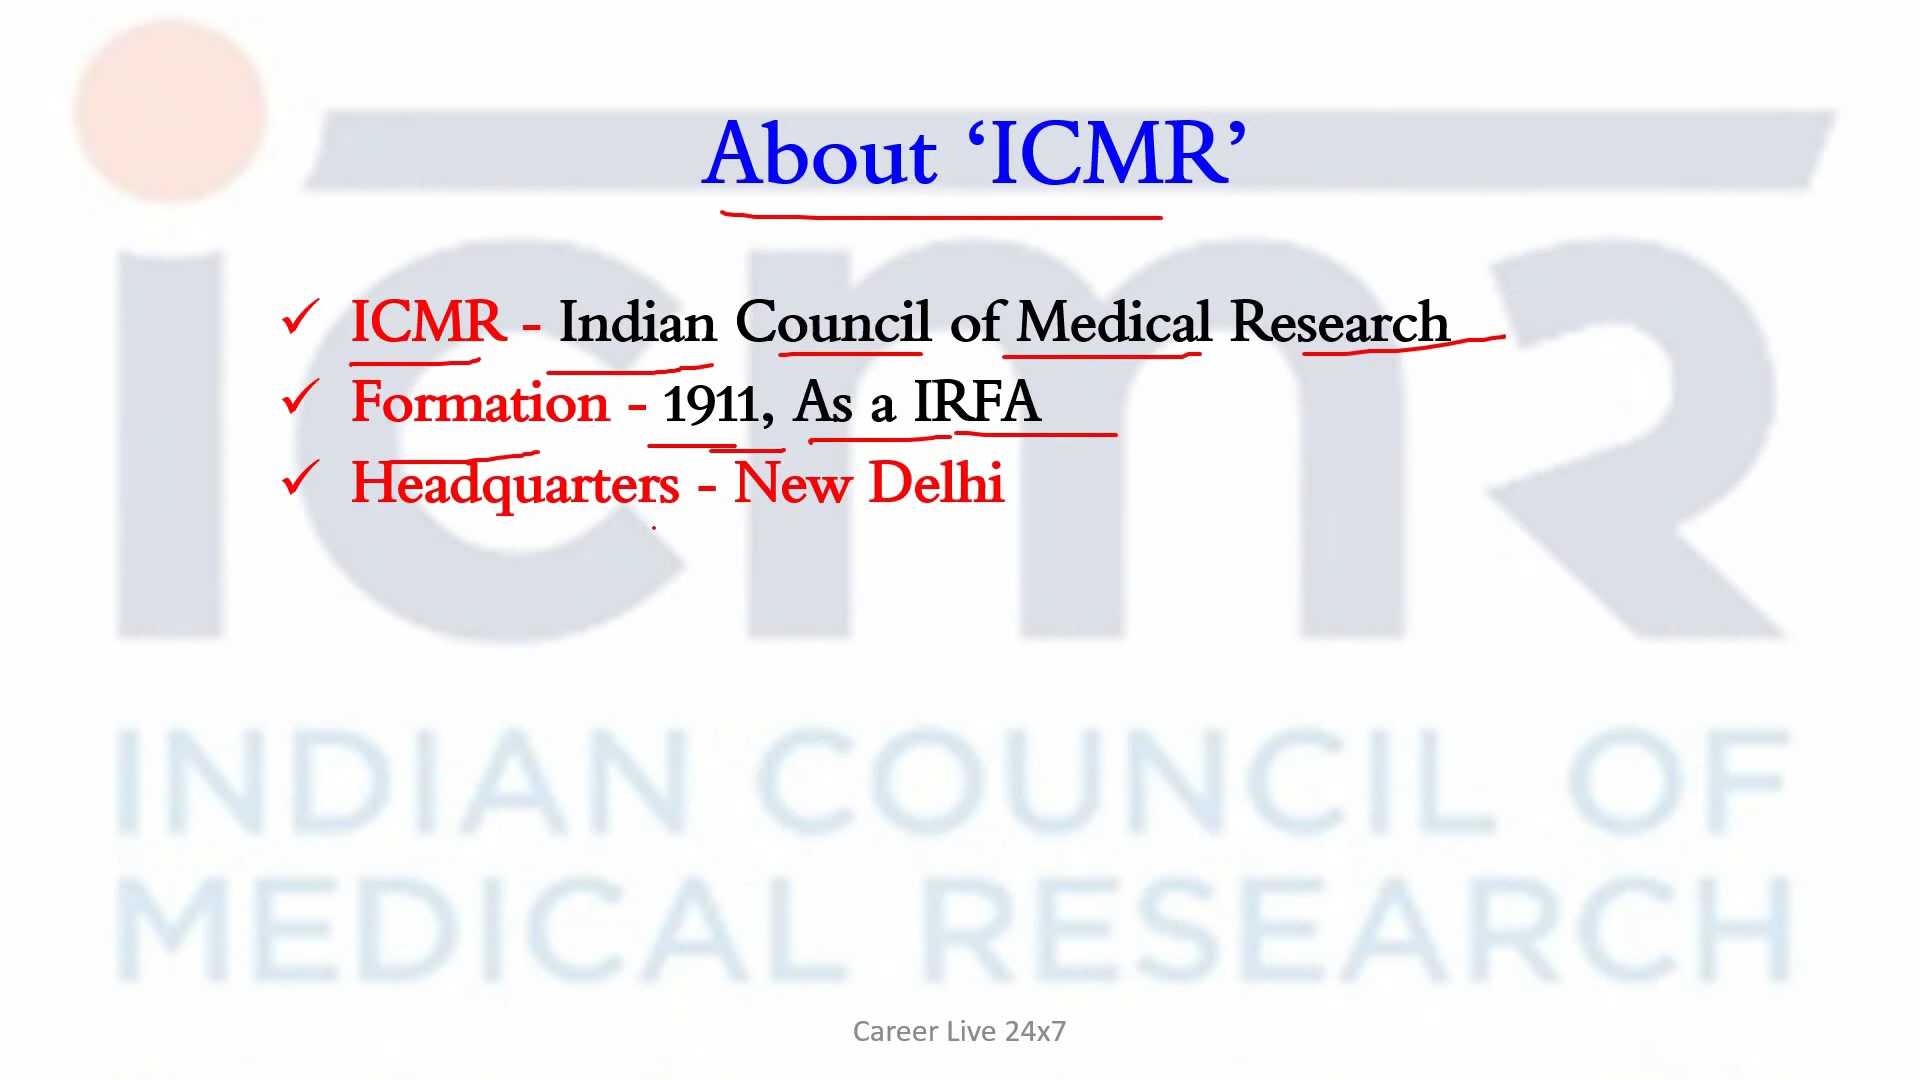 About ‘ICMR’
✓ ICMR - Indian Council of Medical Research
✓ Formation - 1911, As a IRFA
✓ Headquarters - New Delhi
icmr
INDIAN COUNCIL OF
MEDICAL RESEARCH
Career Live 24x7